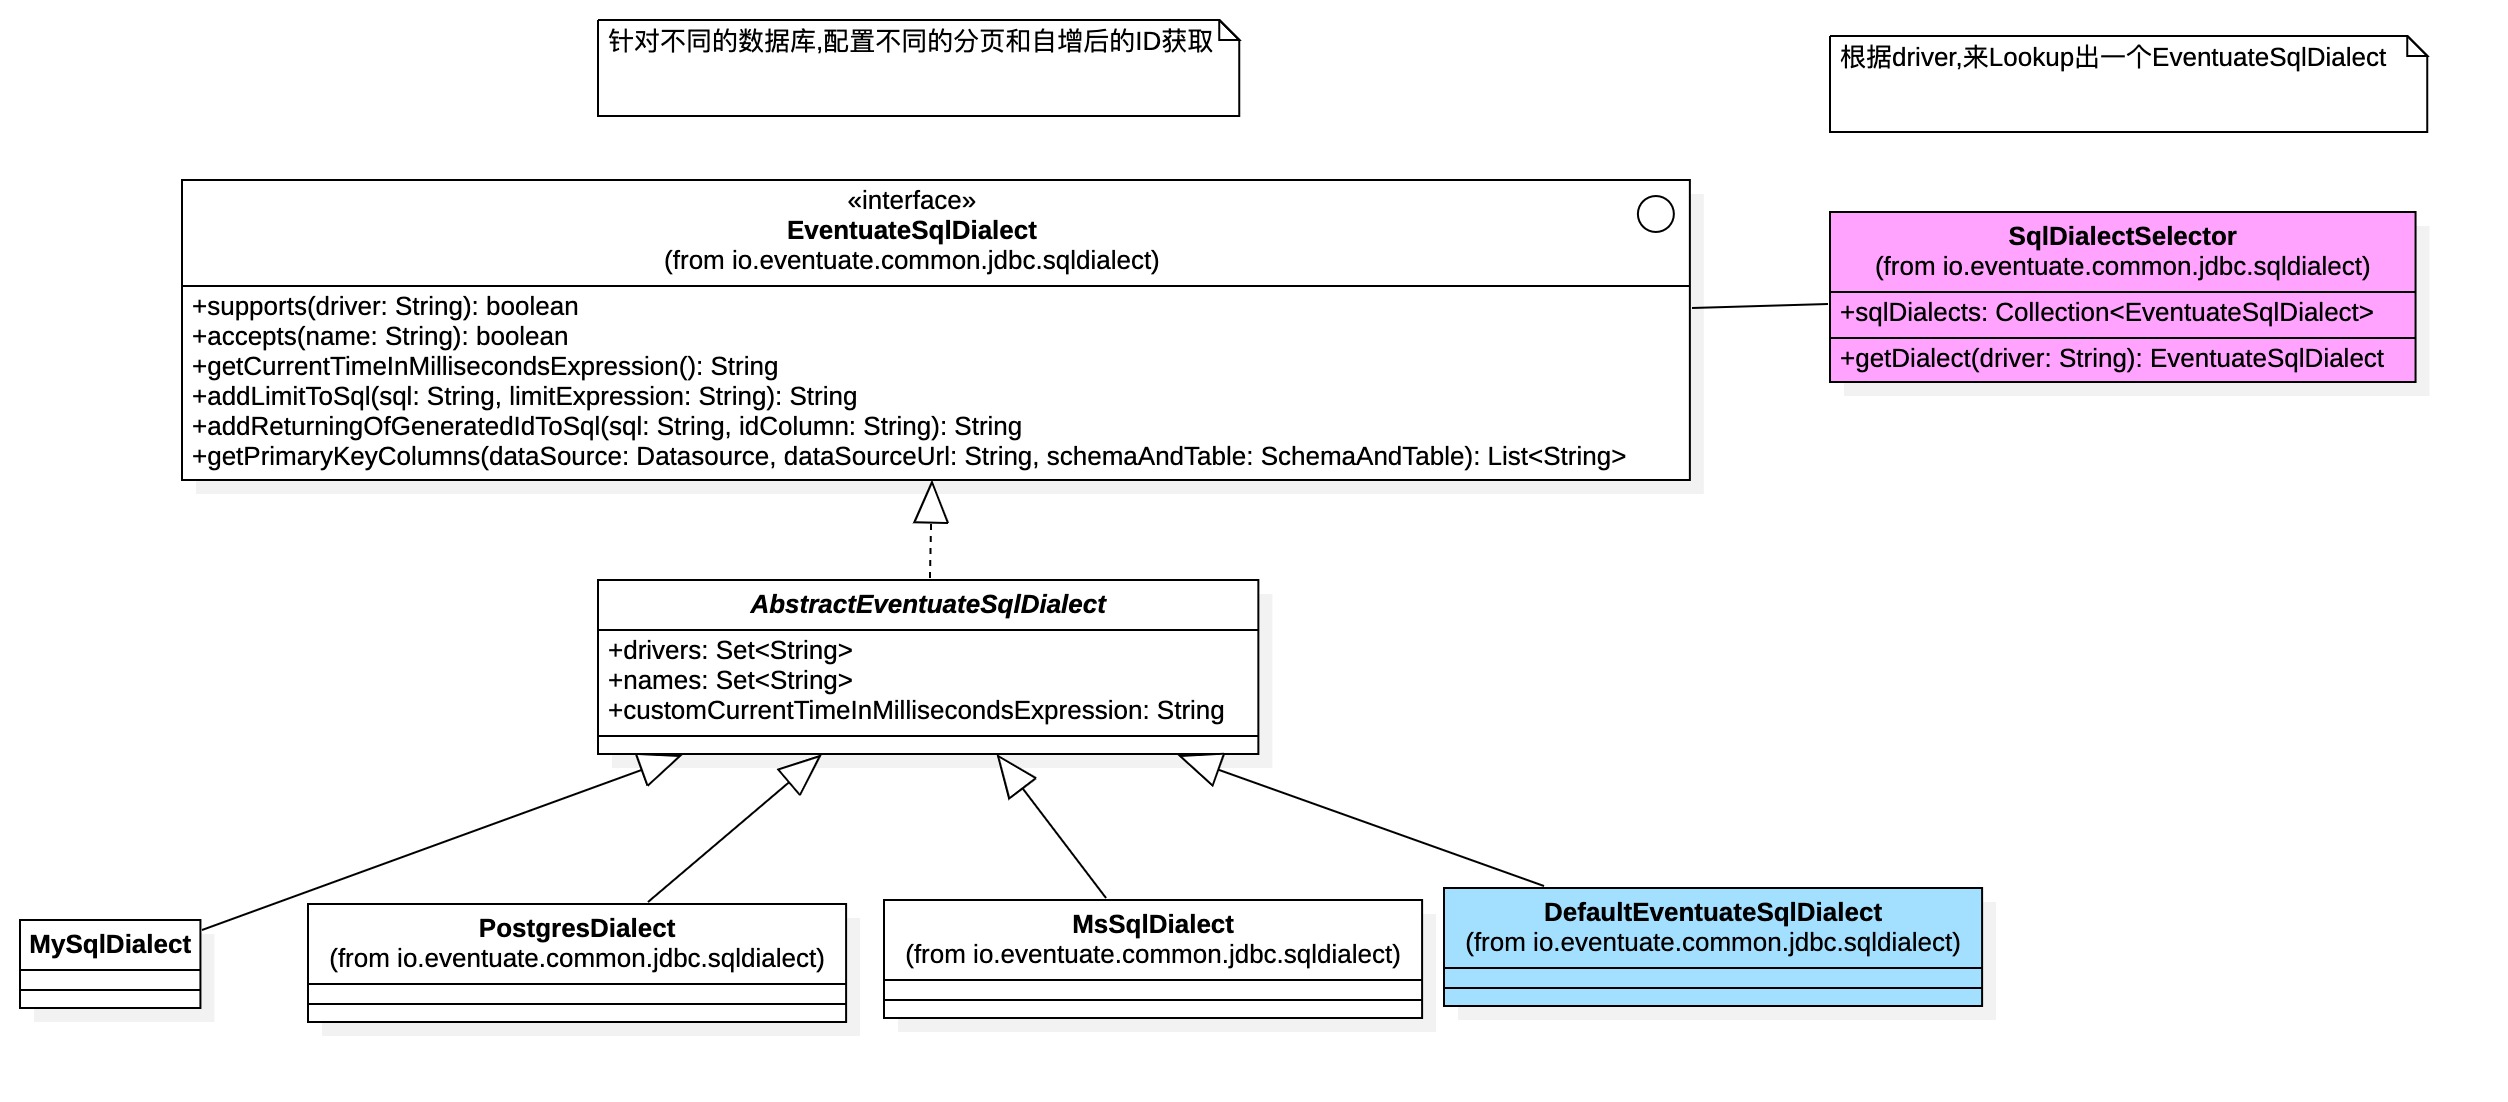 针对不同的数据库,配置不同的分页和自增后的ID获取
根据driver,来Lookup出一个EventuateSqlDialect
«interface»
EventuateSqlDialect
(from io.eventuate.common.jdbc.sqldialect)
+supports(driver: String): boolean
+accepts(name: String): boolean
+getCurrentTimeInMillisecondsExpression(): String
+addLimitToSql(sql: String, limitExpression: String): String
+addReturningOfGeneratedIdToSql(sql: String, idColumn: String): String
+getPrimaryKeyColumns(dataSource: Datasource, dataSourceUrl: String, schemaAndTable: SchemaAndTable): List<String>
SqlDialectSelector
(from io.eventuate.common.jdbc.sqldialect)
+sqlDialects: Collection<EventuateSqlDialect>
+getDialect(driver: String): EventuateSqlDialect
AbstractEventuateSqlDialect
+drivers: Set<String>
+names: Set<String>
+customCurrentTimeInMillisecondsExpression: String
MySqlDialect
PostgresDialect
(from io.eventuate.common.jdbc.sqldialect)
MsSqlDialect
(from io.eventuate.common.jdbc.sqldialect)
DefaultEventuateSqlDialect
(from io.eventuate.common.jdbc.sqldialect)